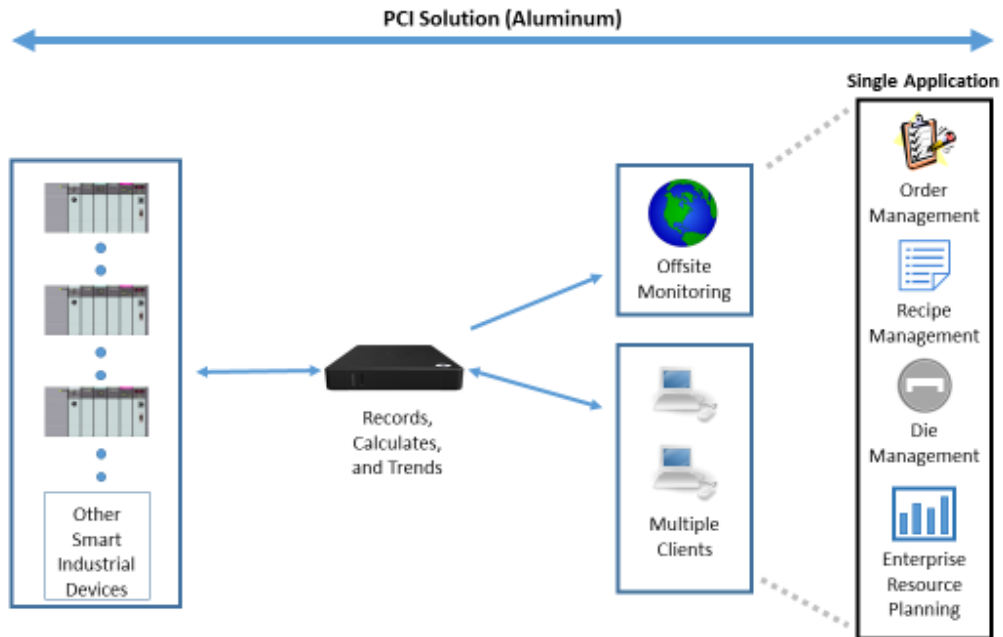 PCI Solution (Aluminum)
Single Application
Other
Smart
Industrial
Devices
Records,
Calculates,
and Trends
Offsite
Monitoring
Multiple
Clients
Order
Management
Recipe
Management
Die
Management
Enterprise
Resource
Planning